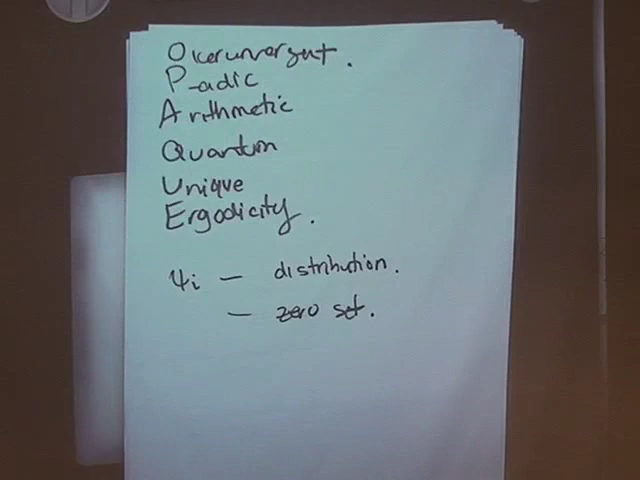 Overconvergent.
P-adic
Arithmetic
Quantum
Unique
Ergodicity.
ψi — distribution.
— zero set.